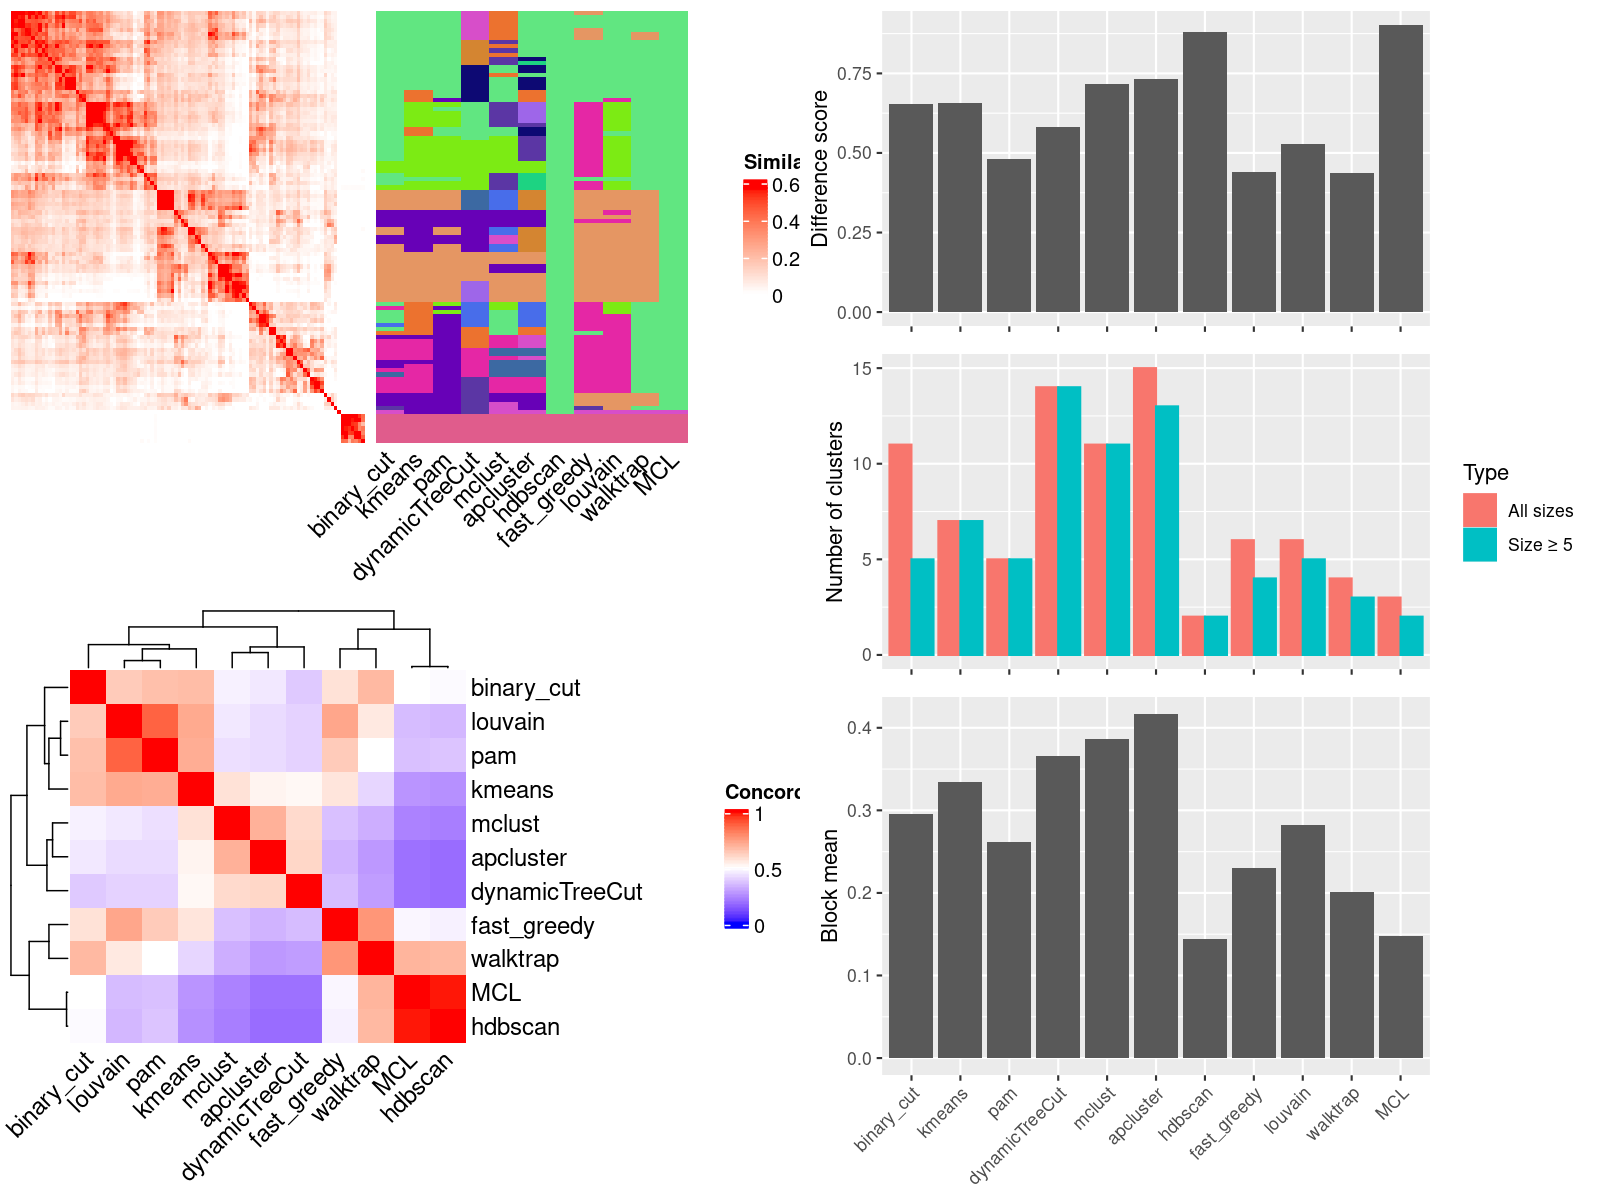 Simila
0.6
0.4
0.2
0
binary_cut
kmeans
pam
dynamicTreeCut
mclust
apcluster
hdbscan
fast_greedy
louvain
walktrap
MCL
Difference score
0.75
0.50
0.25
0.00
Number of clusters
15
10
5
0
Type
All sizes
Size ≥ 5
binary_cut
louvain
pam
kmeans
mclust
apcluster
dynamicTreeCut
fast_greedy
walktrap
MCL
hdbscan
binary_cut
louvain
pam
kmeans
mclust
apcluster
dynamicTreeCut
fast_greedy
walktrap
MCL
hdbscan
Concord
1
0.5
0
Block mean
0.4
0.3
0.2
0.1
0.0
binary_cut
kmeans
pam
dynamicTreeCut
mclust
apcluster
hdbscan
fast_greedy
louvain
walktrap
MCL